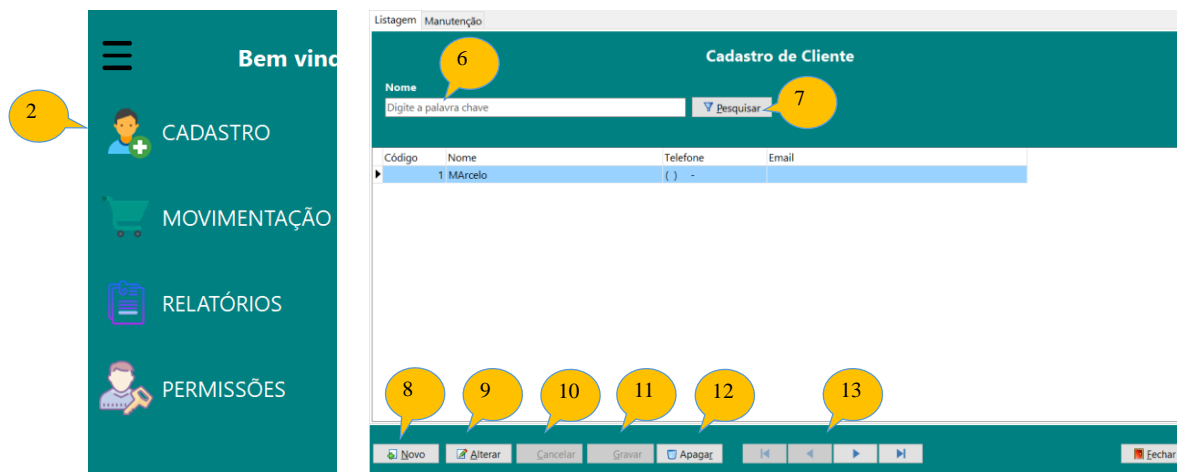 Bem vind
2
CADASTRO
MOVIMENTAÇÃO
RELATÓRIOS
PERMISSÕES
Listagem Manutenção
Cadastro de Cliente
6
Nome
Digite a palavra chave
Pesquisar
7
Código Nome Telefone Email
1 MArcelo ( ) -
8 9 10 11 12 13
Novo Alterar Cancelar Gravar Apagar Fechar